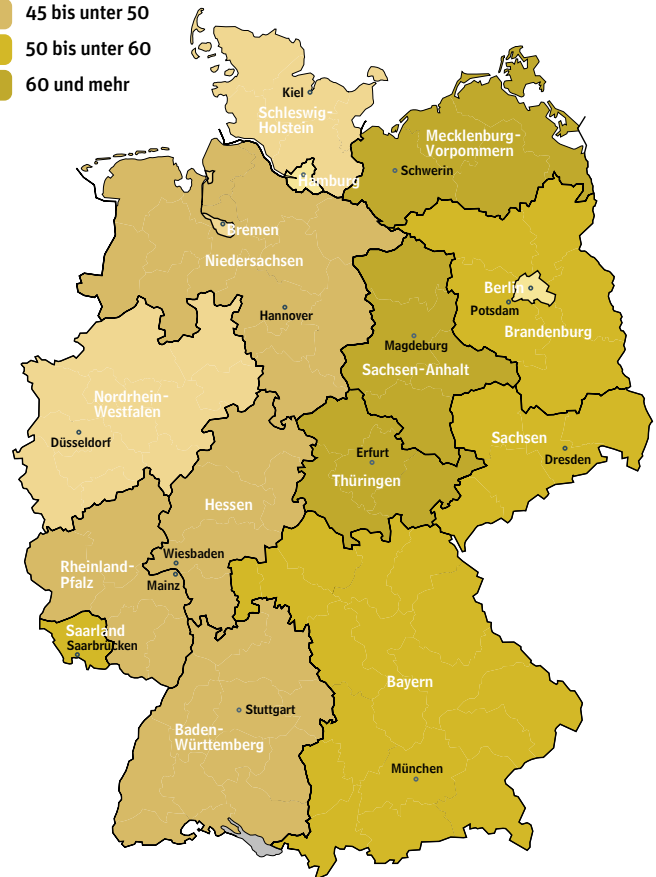 45 bis unter 50
50 bis unter 60
60 und mehr
Kiel
Schleswig-
Holstein
Mecklenburg-
Vorpommern
Schwerin
Hamburg
Bremen
Niedersachsen
Hannover
Berlin
Potsdam
Brandenburg
Magdeburg
Sachsen-Anhalt
Nordrhein-
Westfalen
Düsseldorf
Sachsen
Dresden
Erfurt
Thüringen
Hessen
Wiesbaden
Mainz
Rheinland-
Pfalz
Saarland
Saarbrücken
Bayern
Stuttgart
Baden-
Württemberg
München